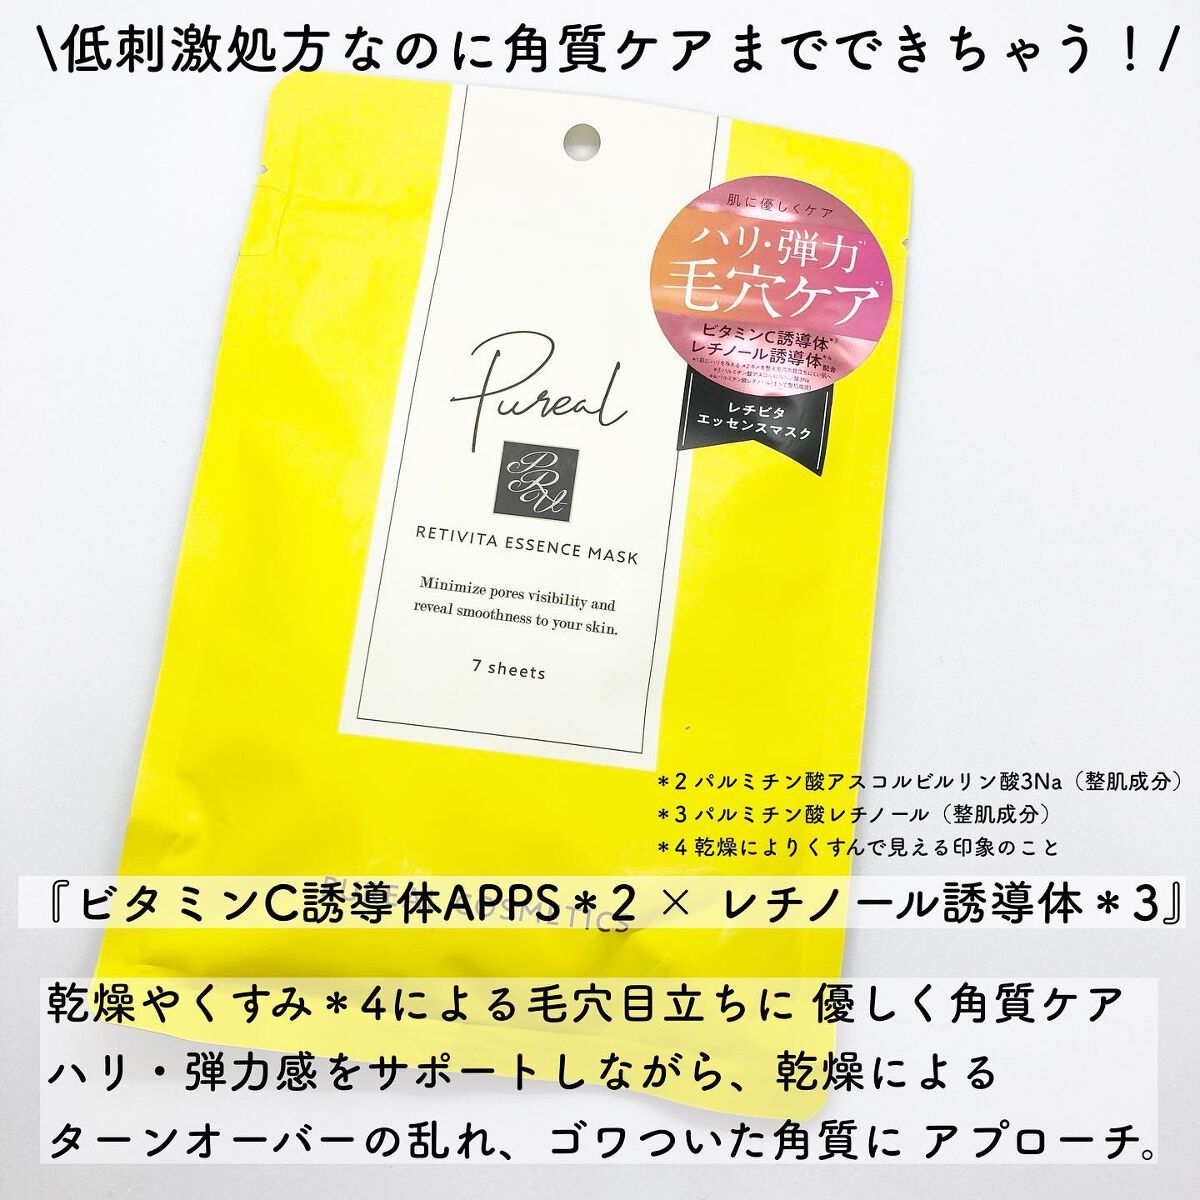 \低刺激処方なのに角質ケアまでできちゃう！/
肌に優しくケア
ハリ・弾力*1
毛穴ケア*2
ビタミンC誘導体*3
レチノール誘導体*4配合
レチビタ
エッセンスマスク
Pureal
PRU
RETIVITA ESSENCE MASK
Minimize pores visibility and
reveal smoothness to your skin.
7 sheets
＊2 パルミチン酸アスコルビルリン酸3Na（整肌成分）
＊3 パルミチン酸レチノール（整肌成分）
＊4 乾燥によりくすんで見える印象のこと
『ビタミンC誘導体APPS＊2 × レチノール誘導体＊3』
COSMETICS
乾燥やくすみ＊4による毛穴目立ちに 優しく角質ケア
ハリ・弾力感をサポートしながら、乾燥による
ターンオーバーの乱れ、ゴワついた角質に アプローチ。